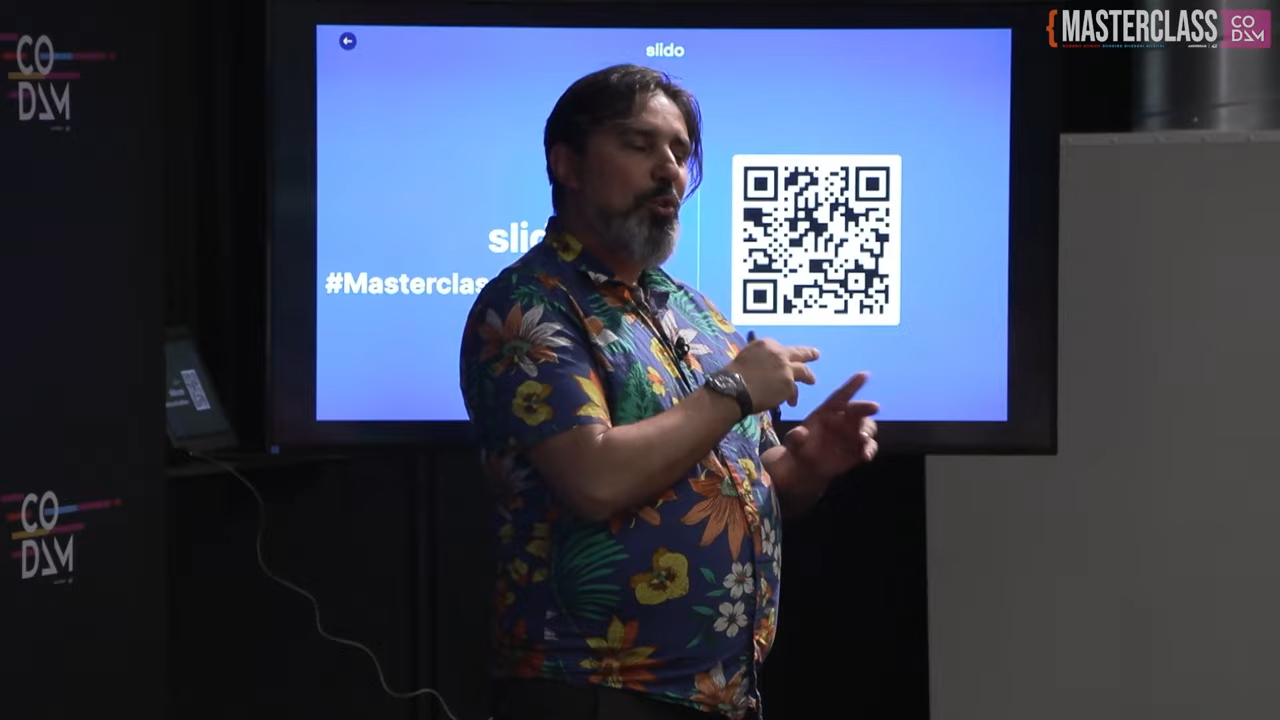 CO
DAM
slido
{ MASTERCLASS
CO
DAM
slid
#Masterclas
CO
DAM